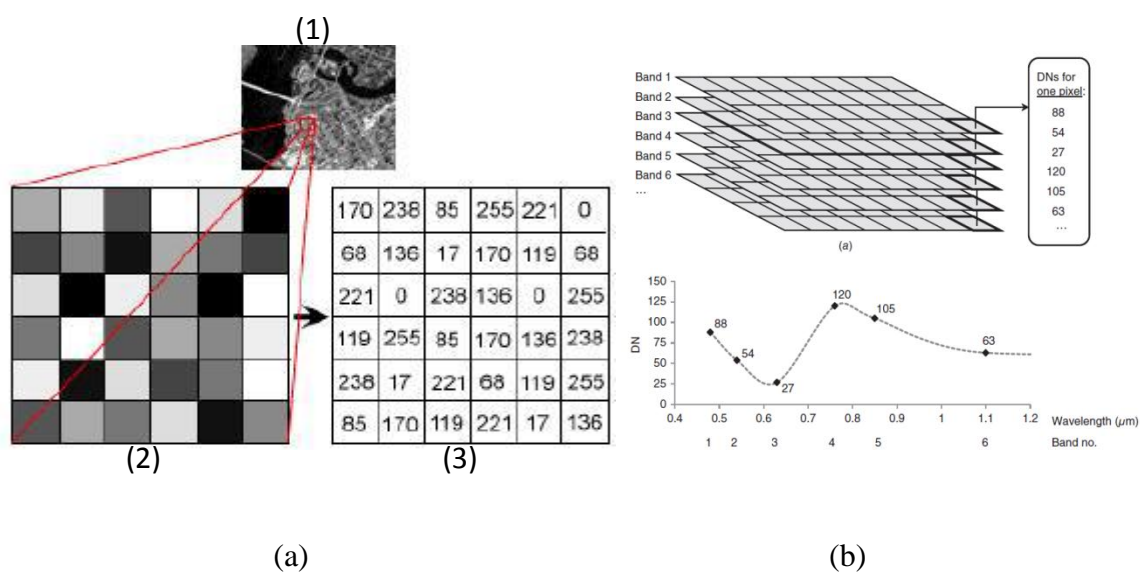 (1)
170 238 85 255 221 0
68 136 17 170 119 68
221 0 238 136 0 255
119 255 85 170 136 238
238 17 221 68 119 255
85 170 119 221 17 136
(2)
(3)
(a)
Band 1
Band 2
Band 3
Band 4
Band 5
Band 6
...
DNs for
one pixel:
88
54
27
120
105
63
...
(a)
DN
150
125
100
75
50
25
0
88
54
27
120
105
63
0.4 0.5 0.6 0.7 0.8 0.9 1 1.1 1.2 Wavelength (μm)
1 2 3 4 5 6 Band no.
(b)